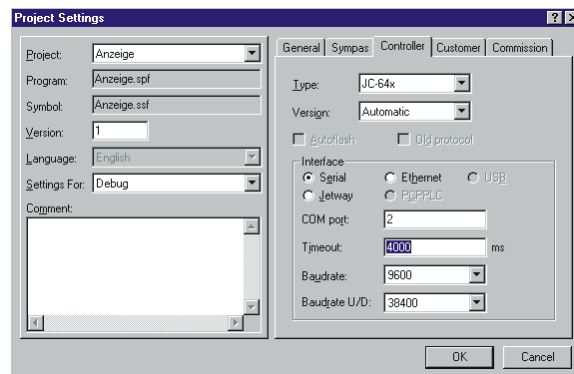 Project Settings
Project: Anzeige
Program: Anzeige.spf
Symbol: Anzeige.ssf
Version: 1
Language: English
Settings For: Debug
Comment:
General Sympas Controller Customer Commission
Type: JC-64x
Version: Automatic
Autoflash Old protocol
Interface
Serial Ethernet USB
Jetway PCPPLC
COM port: 2
Timeout: 4000 ms
Baudrate: 9600
Baudrate U/D: 38400
OK Cancel